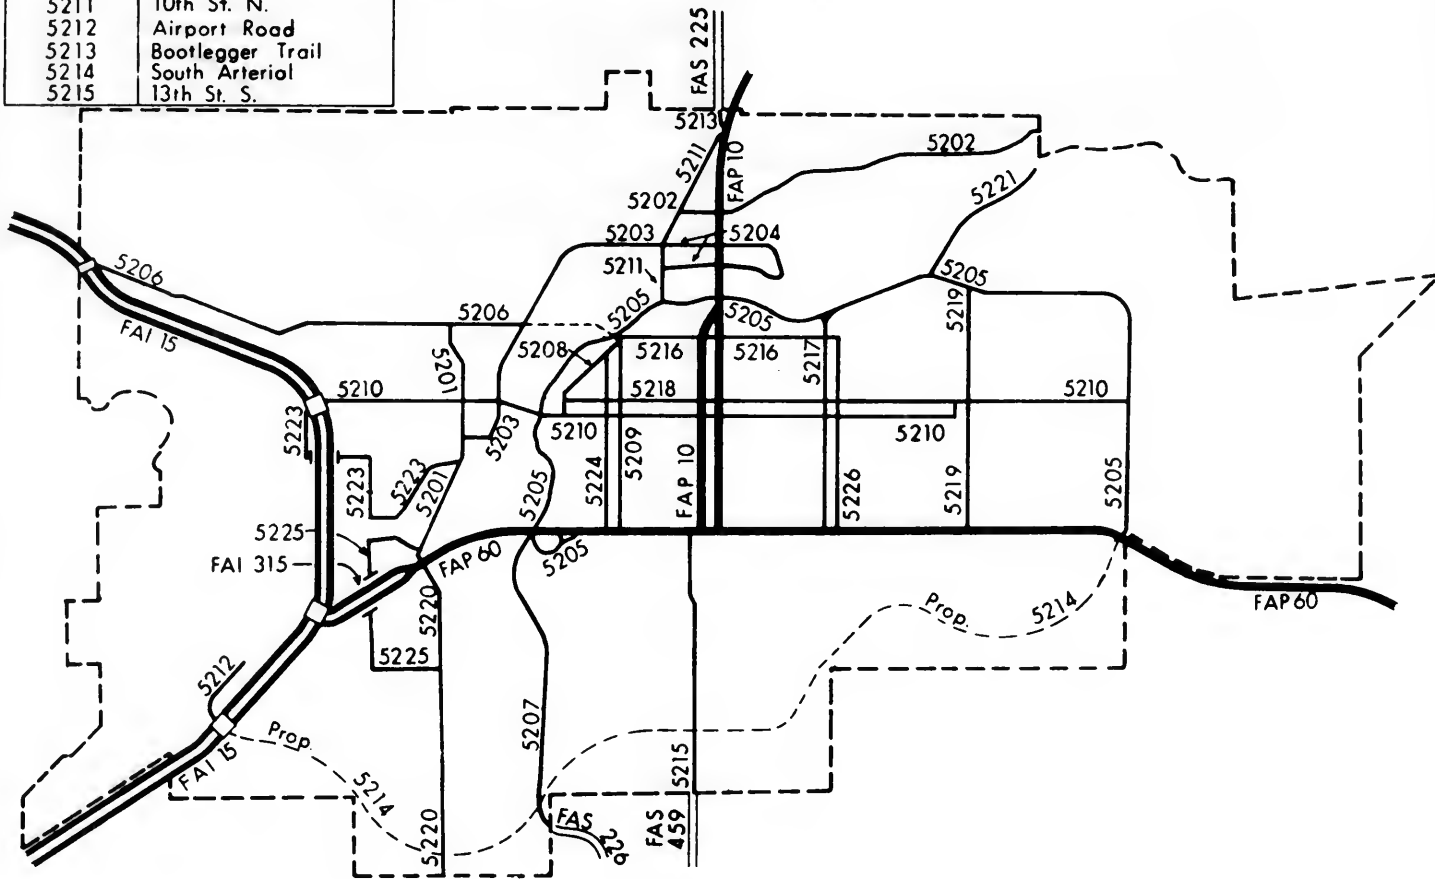 5211 10th St. N.
5212 Airport Road
5213 Bootlegger Trail
5214 South Arterial
5215 13th St. S.
FAS 225
5213
5211
FAP 10
5202
5221
5202
5203
5204
5211
5205
5206
5205
5219
FAI 15
5206
5205
5208
5216
5216
5217
5201
5210
5218
5210
5223
5203
5210
5210
5209
5224
5223
5223
5201
5205
FAP 10
5226
5219
5205
5225
FAI 315
FAP 60
5205
5220
Prop.
5214
FAP 60
5225
5212
5207
Prop.
FAI 15
5215
5214
5220
FAS
226
FAS
459